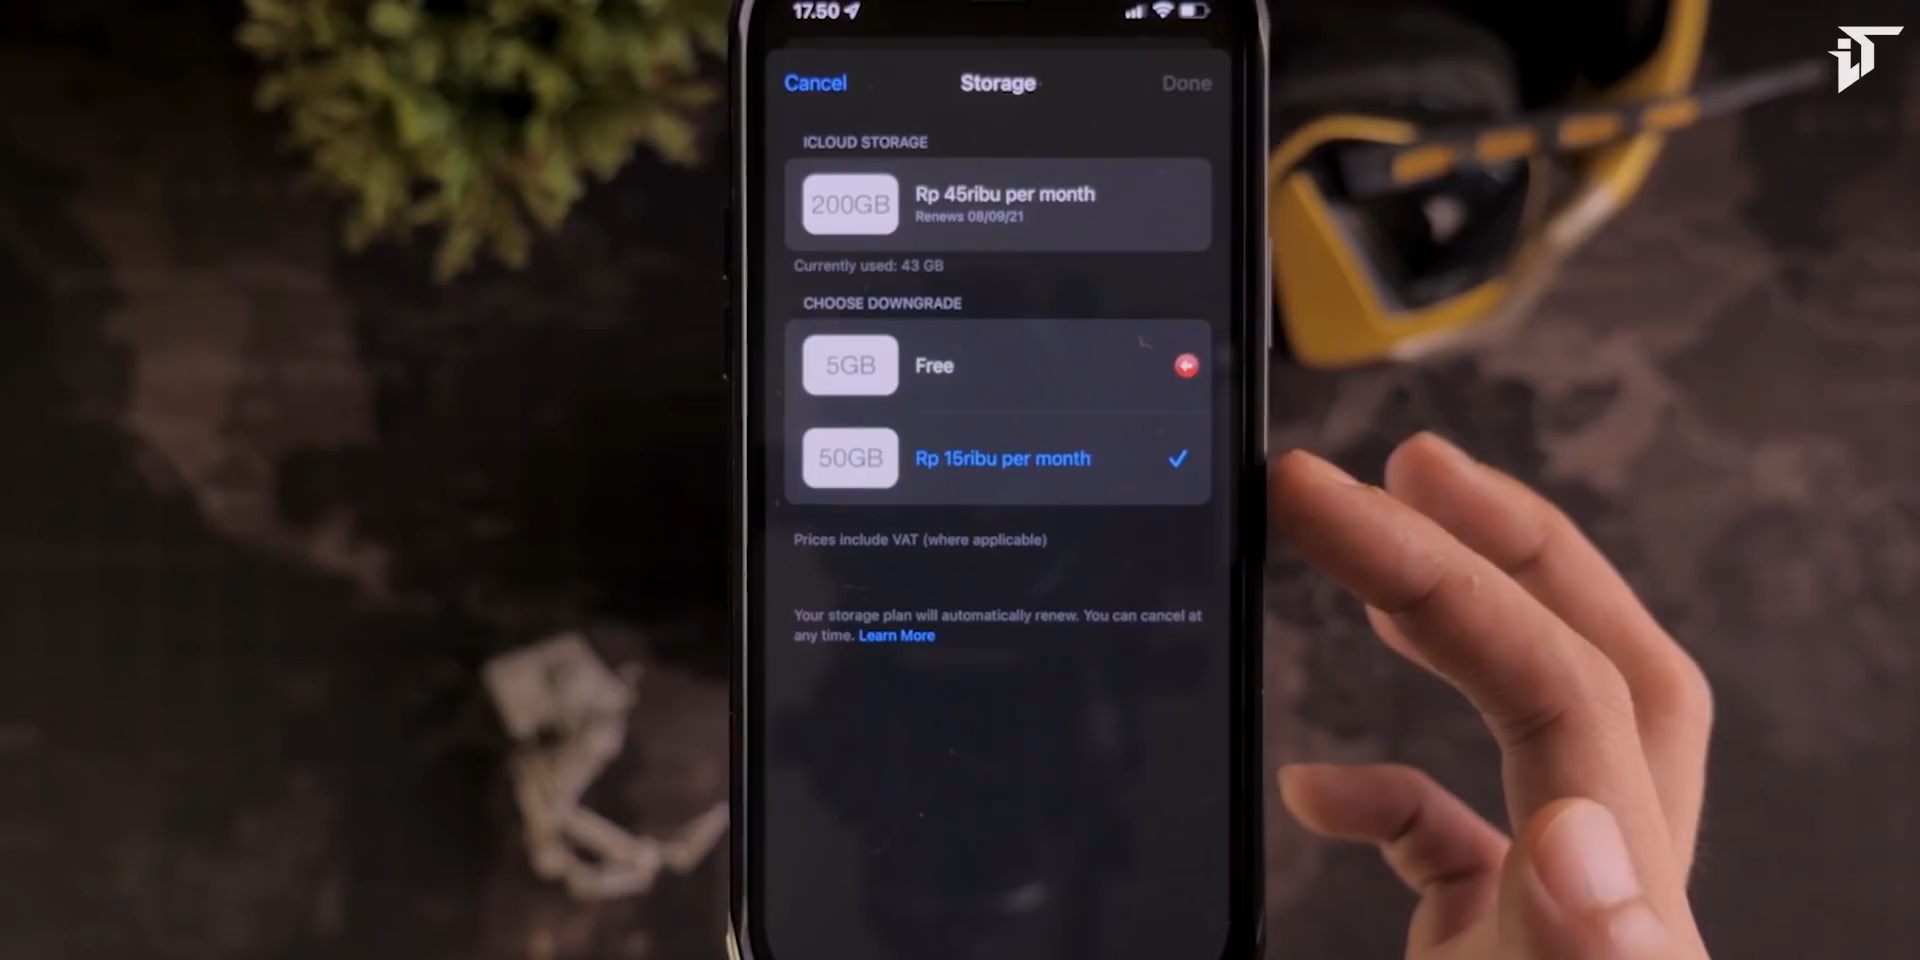 17.50
Cancel
Storage
Done
ICLOUD STORAGE
200GB
Rp 45ribu per month
Renews 08/09/21
Currently used: 43 GB
CHOOSE DOWNGRADE
5GB
Free
50GB
Rp 15ribu per month
Prices include VAT (where applicable)
Your storage plan will automatically renew. You can cancel at
any time. Learn More